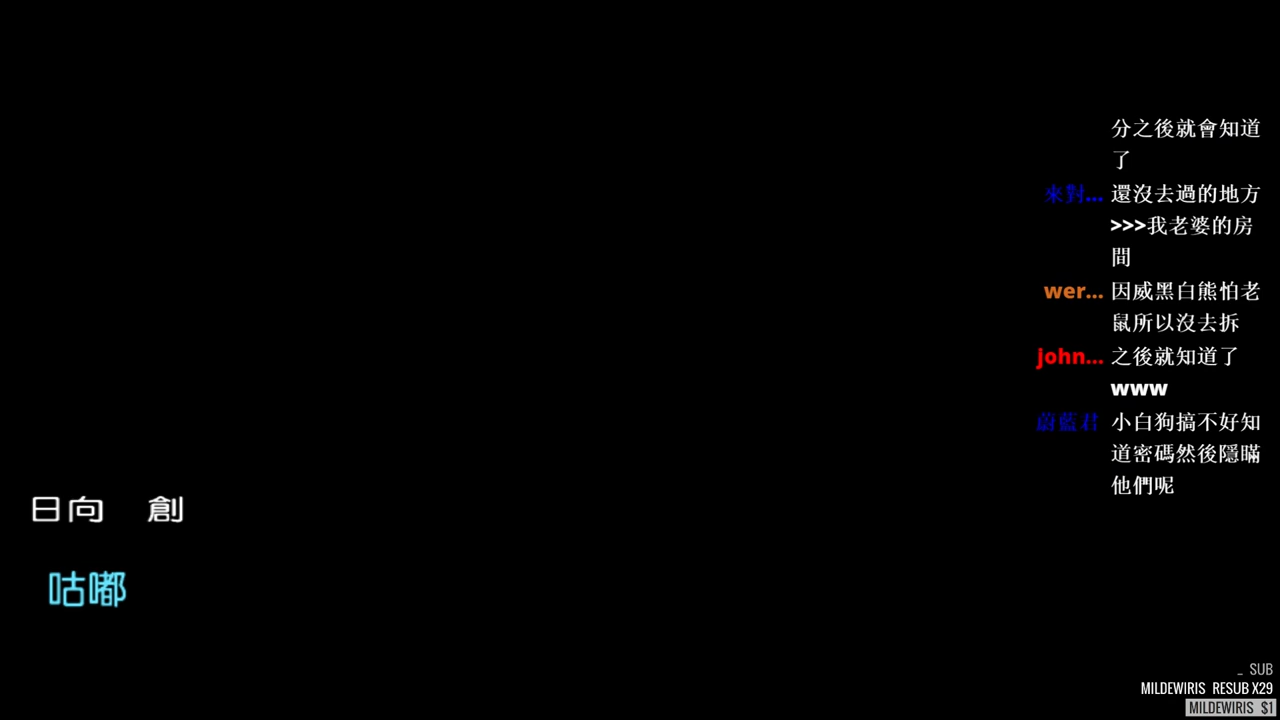 分之後就會知道
了
來對... 還沒去過的地方
>>>我老婆的房
間
wer... 因威黑白熊怕老
鼠所以沒去拆
john... 之後就知道了
www
蔚藍君 小白狗搞不好知
道密碼然後隱瞞
他們呢
日向 創
咕嘟
_ SUB
MILDEWIRIS RESUB X29
MILDEWIRIS $1